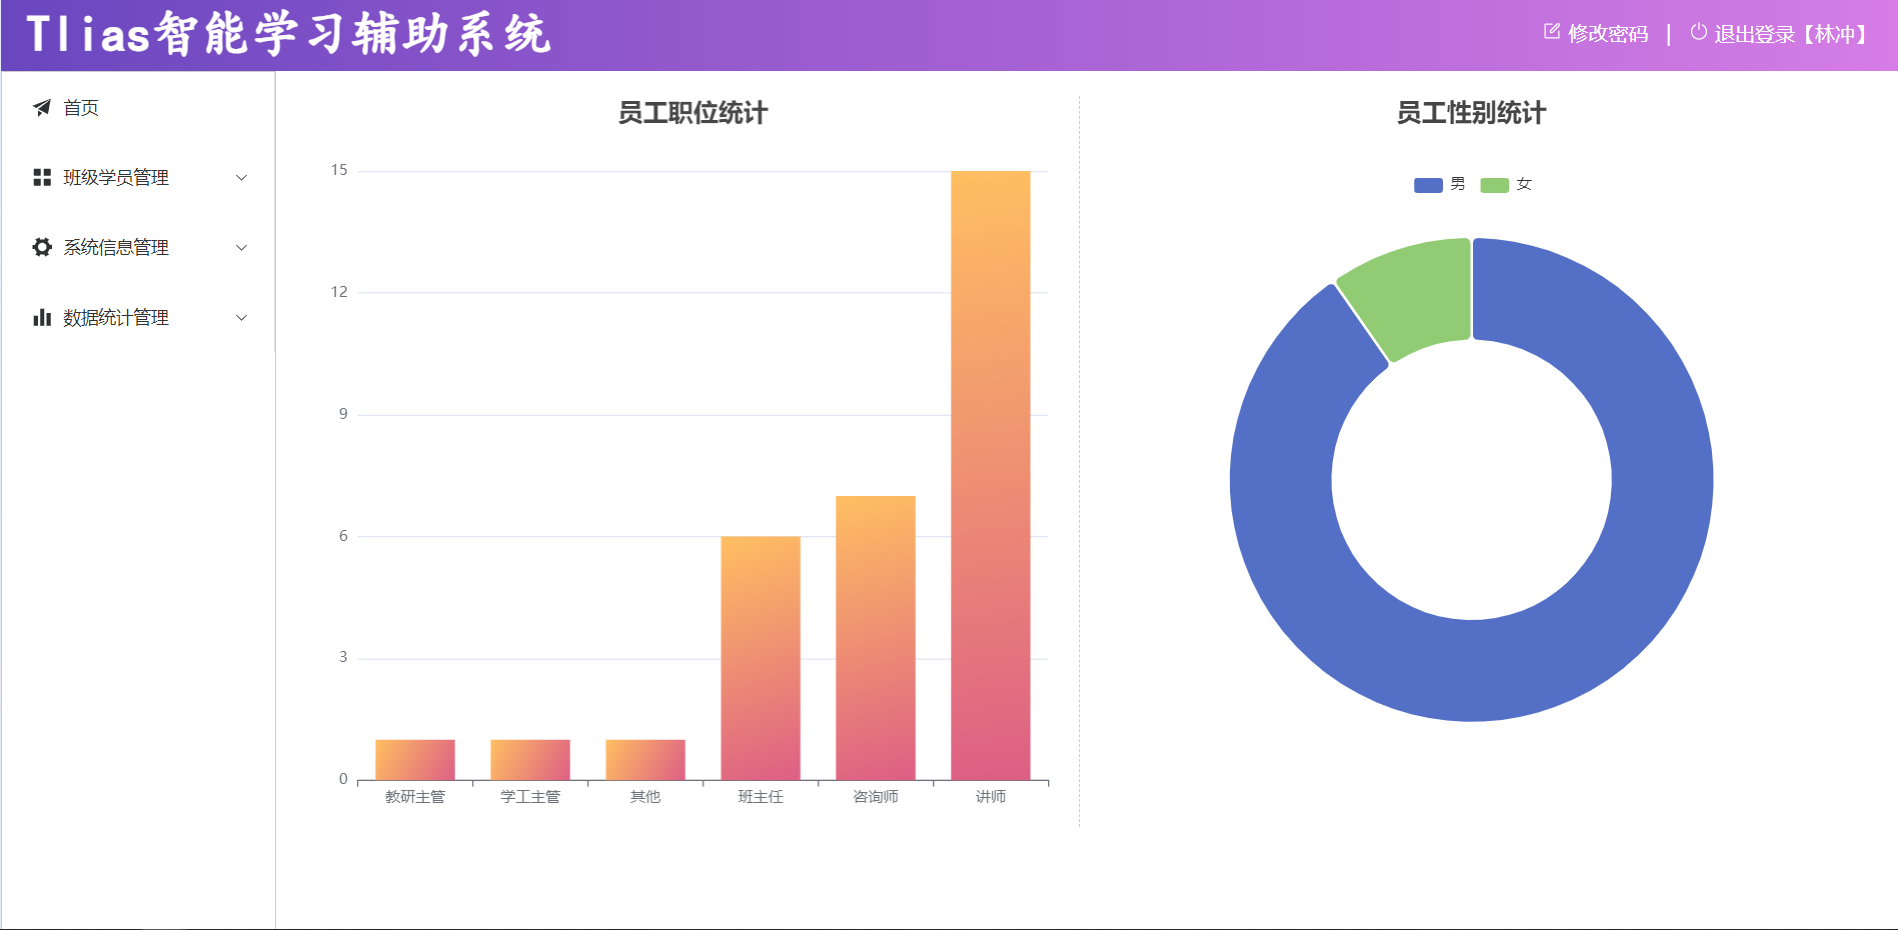 Tlias智能学习辅助系统
修改密码 | 退出登录【林冲】
首页
班级学员管理
系统信息管理
数据统计管理
员工职位统计
15
12
9
6
3
0
教研主管 学工主管 其他 班主任 咨询师 讲师
员工性别统计
男 女